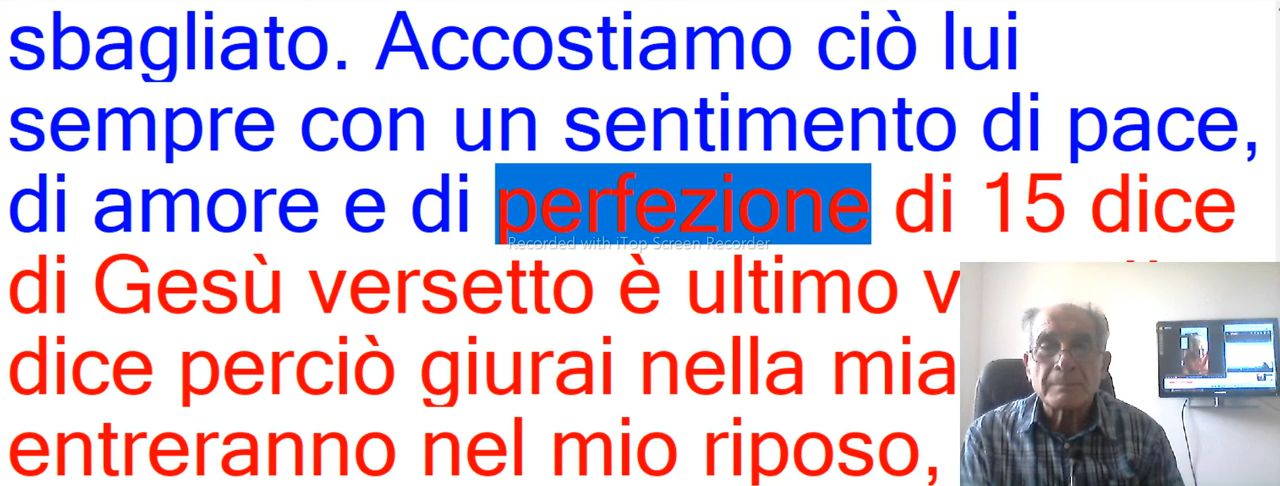 sbagliato. Accostiamo ciò lui
sempre con un sentimento di pace,
di amore e di perfezione di 15 dice
Recorded with iTop Screen Recorder
di Gesù versetto è ultimo
dice perciò giurai nella mia
entreranno nel mio riposo,